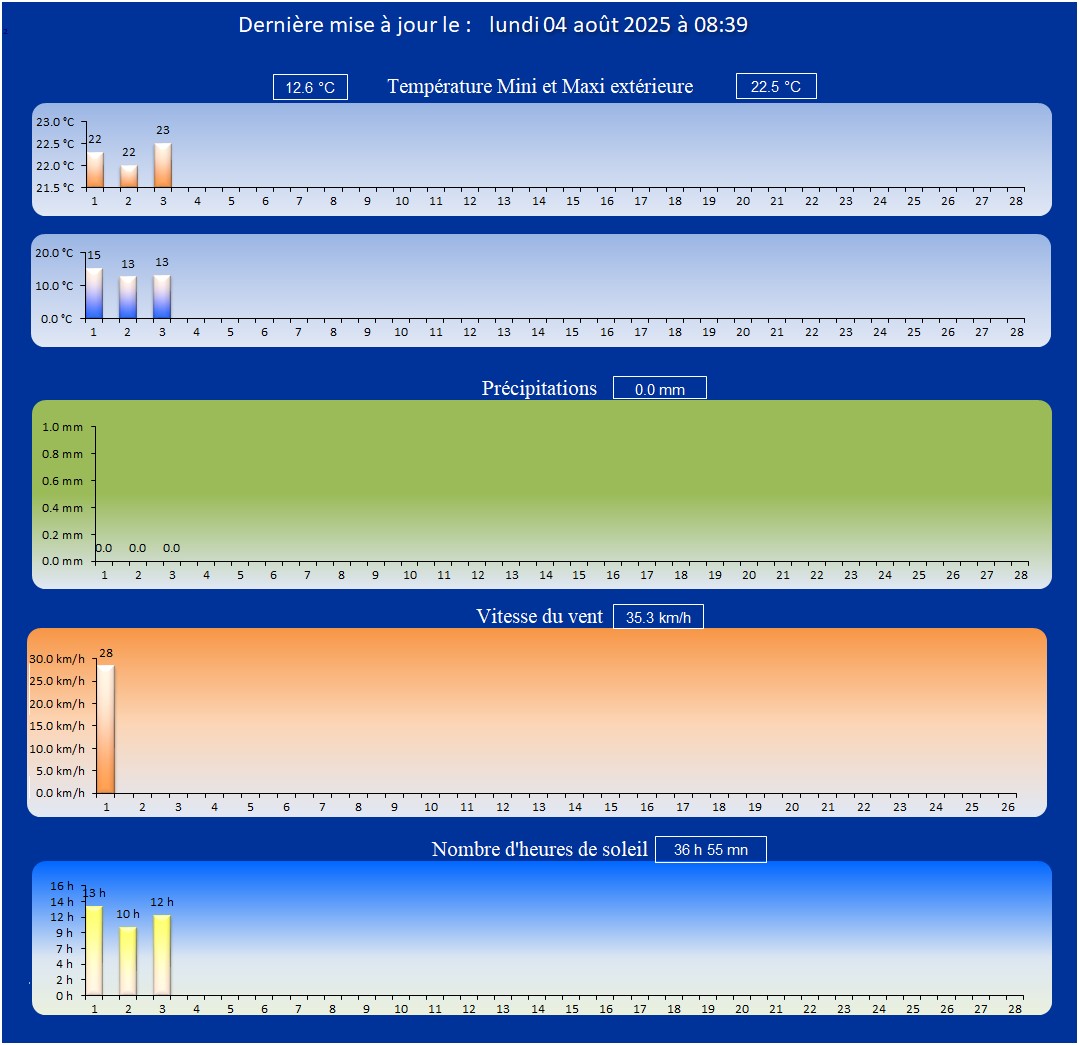 Dernière mise à jour le : lundi 04 août 2025 à 08:39
12.6 °C Température Mini et Maxi extérieure 22.5 °C
23.0 °C
22.5 °C
22.0 °C
21.5 °C
22 22 23
1 2 3 4 5 6 7 8 9 10 11 12 13 14 15 16 17 18 19 20 21 22 23 24 25 26 27 28
20.0 °C
10.0 °C
0.0 °C
15 13 13
1 2 3 4 5 6 7 8 9 10 11 12 13 14 15 16 17 18 19 20 21 22 23 24 25 26 27 28
Précipitations 0.0 mm
1.0 mm
0.8 mm
0.6 mm
0.4 mm
0.2 mm
0.0 mm
0.0 0.0 0.0
1 2 3 4 5 6 7 8 9 10 11 12 13 14 15 16 17 18 19 20 21 22 23 24 25 26 27 28
Vitesse du vent 35.3 km/h
30.0 km/h
25.0 km/h
20.0 km/h
15.0 km/h
10.0 km/h
5.0 km/h
0.0 km/h
28
1 2 3 4 5 6 7 8 9 10 11 12 13 14 15 16 17 18 19 20 21 22 23 24 25 26
Nombre d'heures de soleil 36 h 55 mn
16 h
14 h
12 h
9 h
7 h
4 h
2 h
0 h
13 h 10 h 12 h
1 2 3 4 5 6 7 8 9 10 11 12 13 14 15 16 17 18 19 20 21 22 23 24 25 26 27 28